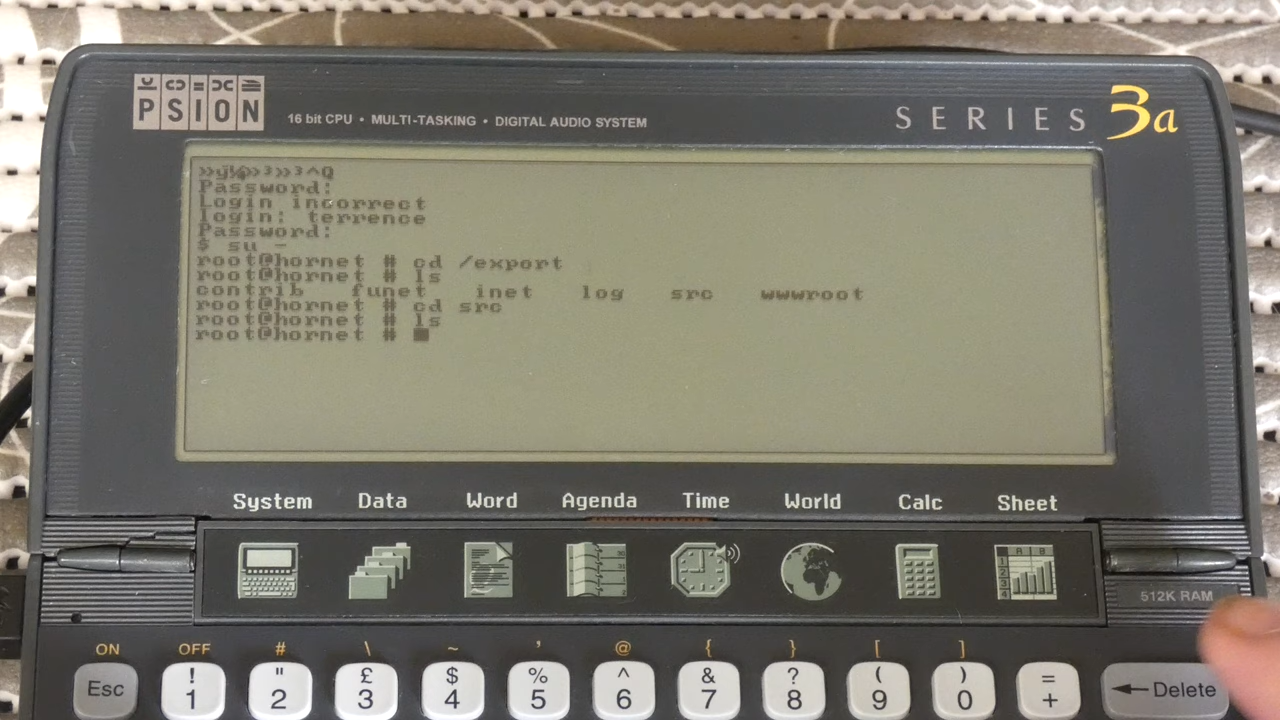 PSION
16 bit CPU • MULTI-TASKING • DIGITAL AUDIO SYSTEM
SERIES 3a
Password:
Login incorrect
login: terrence
Password:
$ su -
root@hornet # cd /export
root@hornet # ls
contrib funet inet log src wwwroot
root@hornet # cd src
root@hornet # ls
root@hornet #
System Data Word Agenda Time World Calc Sheet
512K RAM
ON OFF # \ ~ ' @ { } [ ]
! " £ $ % ^ & ? ( ) =
Esc 1 2 3 4 5 6 7 8 9 0 + ← Delete